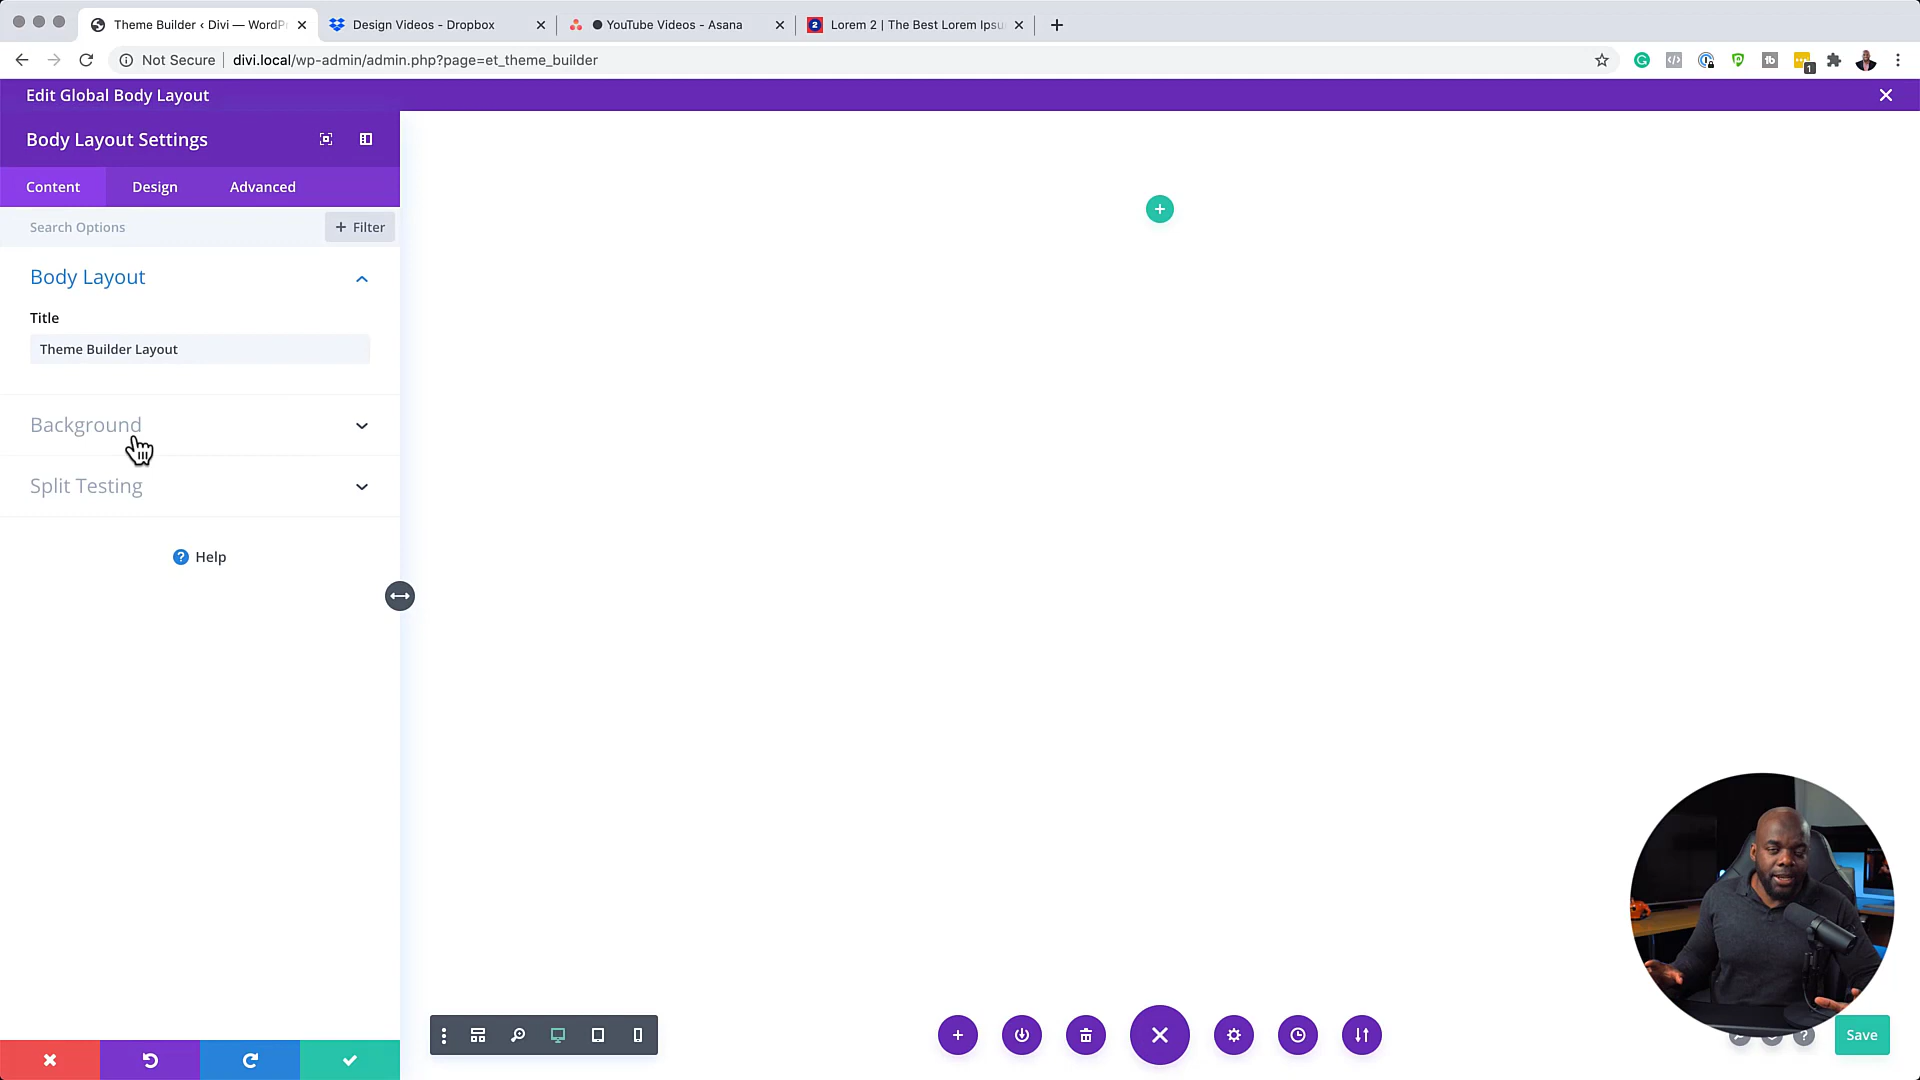 Theme Builder ‹ Divi — WordPr
Design Videos - Dropbox
YouTube Videos - Asana
2
Lorem 2 | The Best Lorem Ipsu
Not Secure
divi.local/wp-admin/admin.php?page=et_theme_builder
1
Edit Global Body Layout
Body Layout Settings
Content
Design
Advanced
Search Options
+ Filter
Body Layout
Title
Theme Builder Layout
Background
Split Testing
? Help
?
Save